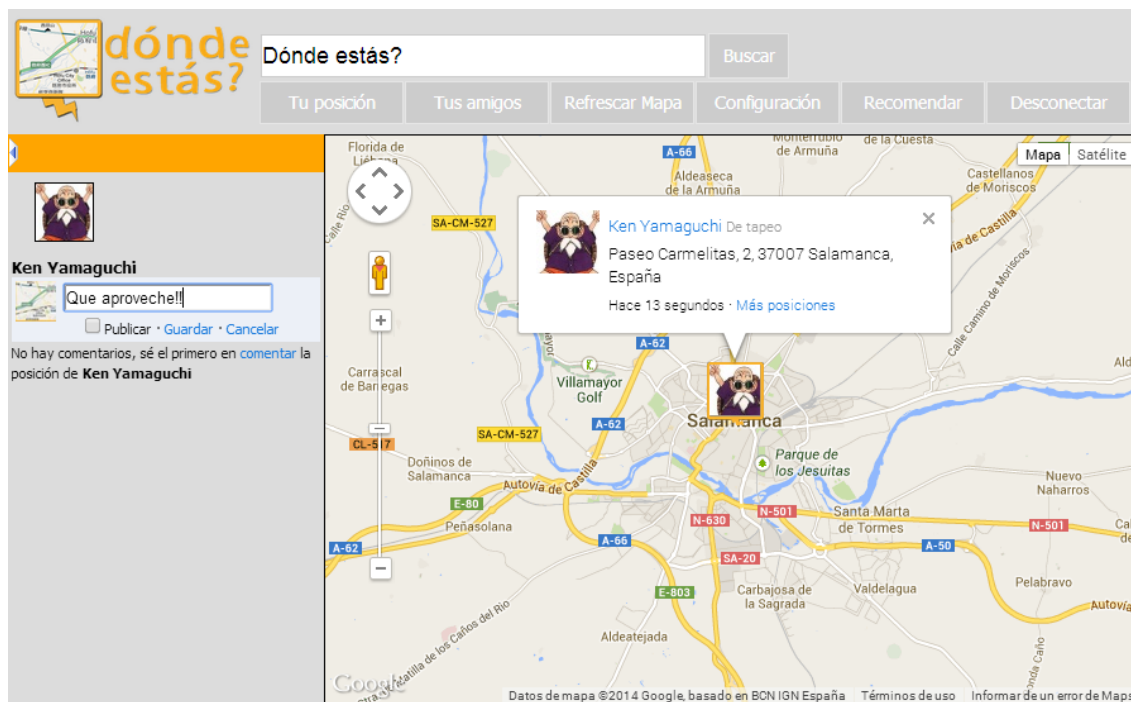 dónde
estás?
Dónde estás?
Buscar
Tu posición
Tus amigos
Refrescar Mapa
Configuración
Recomendar
Desconectar
Ken Yamaguchi
Que aproveche!!
Publicar · Guardar · Cancelar
No hay comentarios, sé el primero en comentar la
posición de Ken Yamaguchi
Florida de
Liébana
A-66
Monterrubio
de Armuña
de la Cuesta
Mapa
Satélite
Aldeaseca
de la Armuña
Castellanos
de Moriscos
SA-CM-527
Ken Yamaguchi De tapeo
Paseo Carmelitas, 2, 37007 Salamanca,
España
Hace 13 segundos · Más posiciones
Calle Camino de Moriscos
A-62
Carrascal
de Barregas
Villamayor
Golf
A-62
Salamanca
CL-517
SA-CM-527
Doñinos de
Salamanca
Autovía de Castilla
Parque de
los Jesuitas
Nuevo
Naharros
E-80
Peñasolana
N-630
N-501
Santa Marta
de Tormes
N-501
A-62
A-66
SA-20
A-50
E-803
Carbajosa de
la Sagrada
Valdelagua
Pelabravo
Autovía
Aldeatejada
Google
Datos de mapa ©2014 Google, basado en BCN IGN España
Términos de uso
Informar de un error de Maps